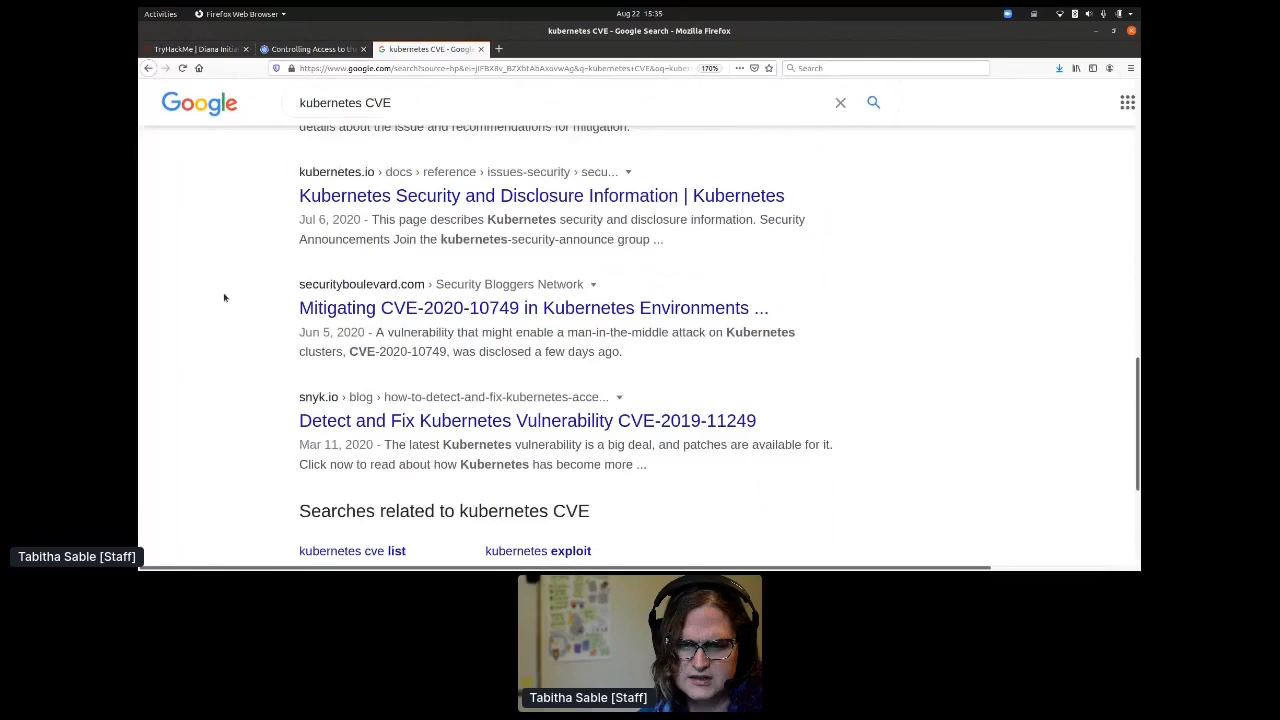 Activities
Firefox Web Browser
Aug 22 15:35
kubernetes CVE - Google Search - Mozilla Firefox
TryHackMe | Diana Initia
Controlling Access to th
kubernetes CVE - Google
170%
Search
Google
kubernetes CVE
details about the issue and recommendations for mitigation.
kubernetes.io › docs › reference › issues-security › secu...
Kubernetes Security and Disclosure Information | Kubernetes
Jul 6, 2020 - This page describes Kubernetes security and disclosure information. Security
Announcements Join the kubernetes-security-announce group ...
securityboulevard.com › Security Bloggers Network
Mitigating CVE-2020-10749 in Kubernetes Environments ...
Jun 5, 2020 - A vulnerability that might enable a man-in-the-middle attack on Kubernetes
clusters, CVE-2020-10749, was disclosed a few days ago.
snyk.io › blog › how-to-detect-and-fix-kubernetes-acce...
Detect and Fix Kubernetes Vulnerability CVE-2019-11249
Mar 11, 2020 - The latest Kubernetes vulnerability is a big deal, and patches are available for it.
Click now to read about how Kubernetes has become more ...
Searches related to kubernetes CVE
kubernetes cve list
kubernetes exploit
Tabitha Sable [Staff]
Tabitha Sable [Staff]